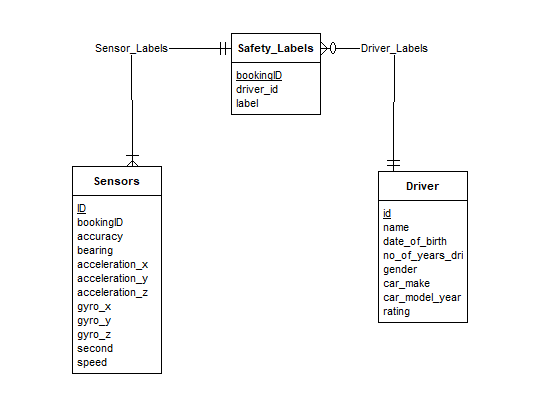 Sensor_Labels
Safety_Labels
Driver_Labels
bookingID
driver_id
label
Sensors
ID
bookingID
accuracy
bearing
acceleration_x
acceleration_y
acceleration_z
gyro_x
gyro_y
gyro_z
second
speed
Driver
id
name
date_of_birth
no_of_years_dri
gender
car_make
car_model_year
rating